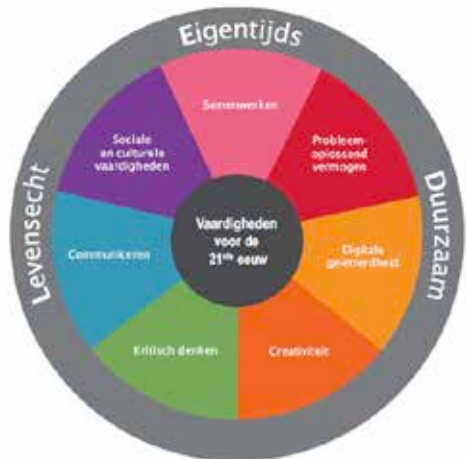 Eigentijds
Duurzaam
Levensecht
Samenwerken
Probleem-
oplossend
vermogen
Digitale
geletterdheid
Creativiteit
Kritisch denken
Communiceren
Sociale
en culturele
vaardigheden
Vaardigheden
voor de
21ste eeuw